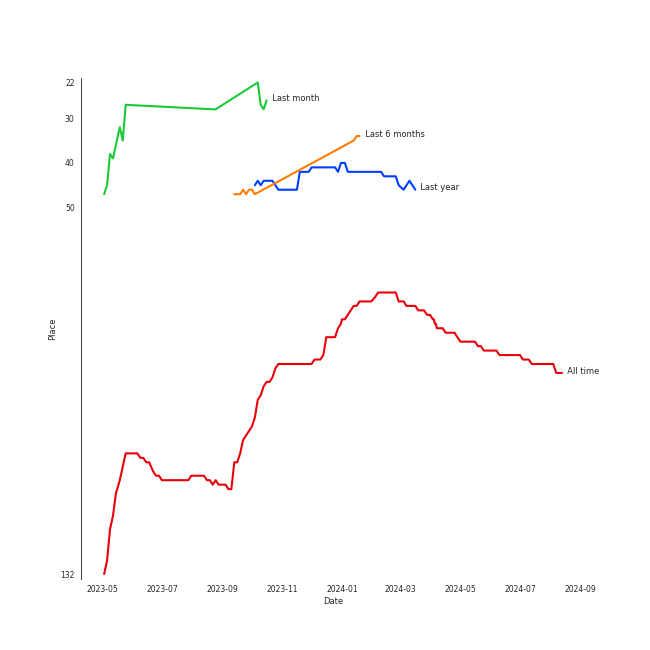 22
Last month
30
Last 6 months
40
Last year
50
Place
All time
132
2023-05 2023-07 2023-09 2023-11 2024-01 2024-03 2024-05 2024-07 2024-09
Date